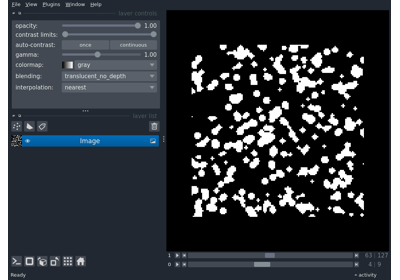 File View Plugins Window Help
layer controls
opacity: 1.00
contrast limits:
auto-contrast: once continuous
gamma: 1.00
colormap: gray
blending: translucent_no_depth
interpolation: nearest
layer list
Image
1 63 127
0 4 9
Ready activity